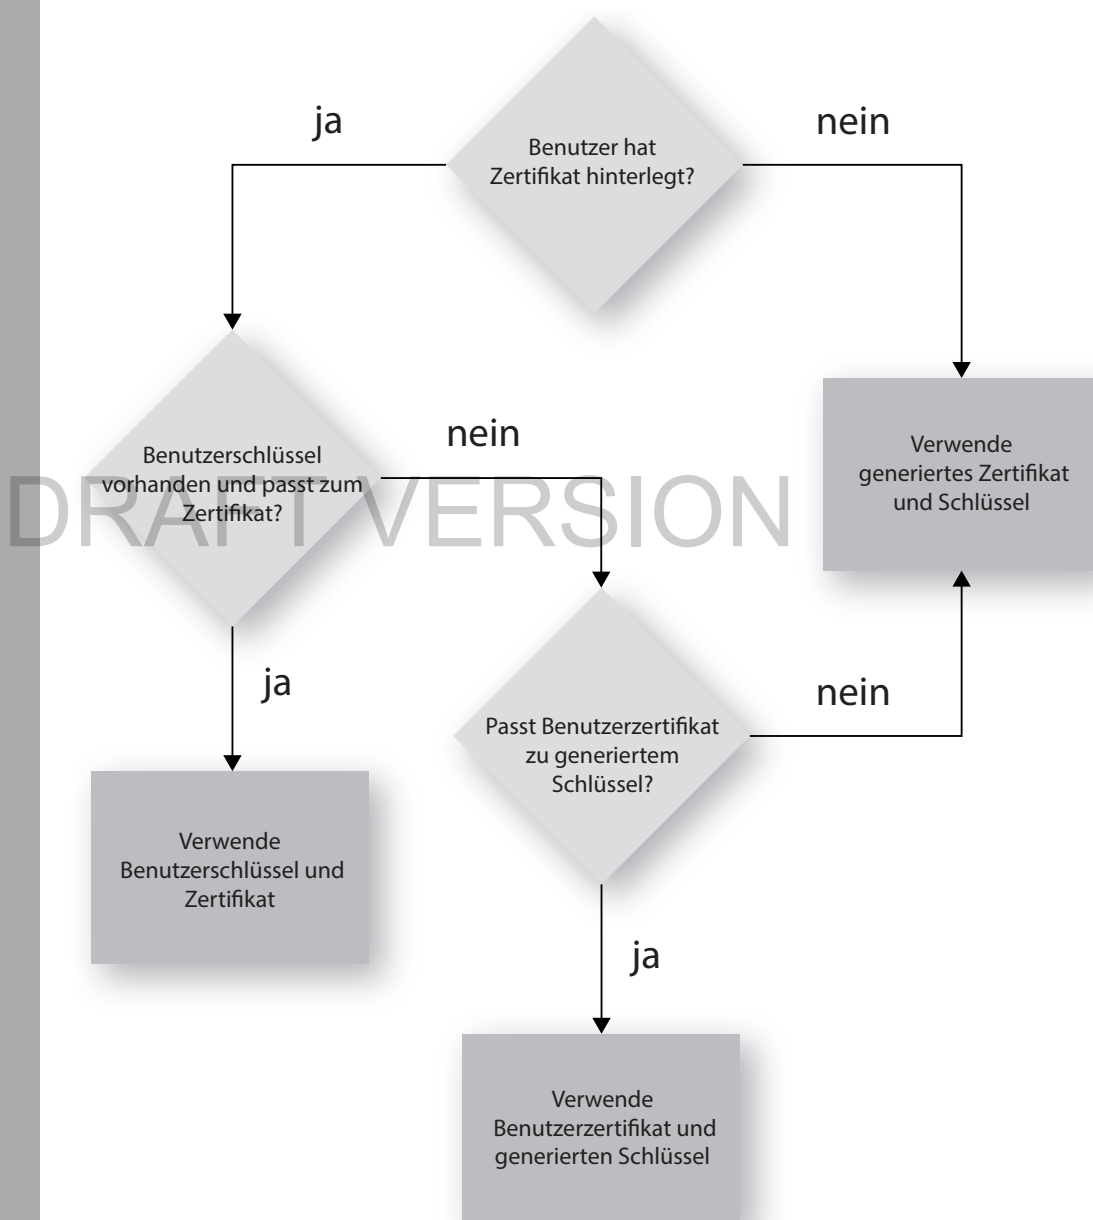 ja
nein
Benutzer hat
Zertifikat hinterlegt?
nein
Benutzerschlüssel
vorhanden und passt zum
Zertifikat?
Verwende
generiertes Zertifikat
und Schlüssel
DRAFT VERSION
ja
nein
Passt Benutzerzertifikat
zu generiertem
Schlüssel?
Verwende
Benutzerschlüssel und
Zertifikat
ja
Verwende
Benutzerzertifikat und
generierten Schlüssel